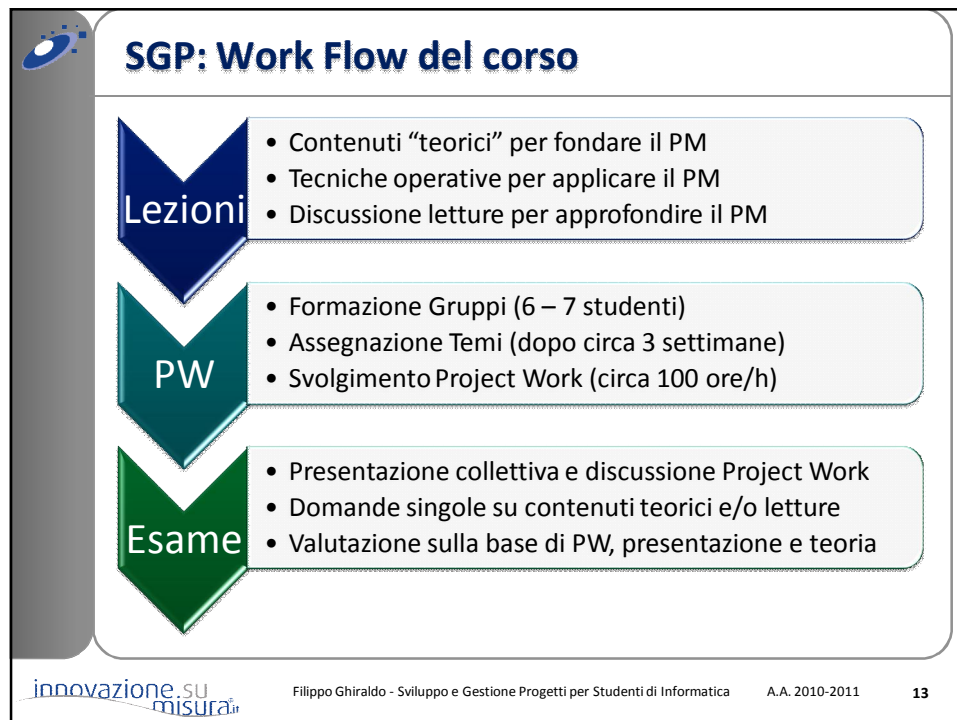 SGP: Work Flow del corso
Lezioni
• Contenuti “teorici” per fondare il PM
• Tecniche operative per applicare il PM
• Discussione letture per approfondire il PM
PW
• Formazione Gruppi (6 – 7 studenti)
• Assegnazione Temi (dopo circa 3 settimane)
• Svolgimento Project Work (circa 100 ore/h)
Esame
• Presentazione collettiva e discussione Project Work
• Domande singole su contenuti teorici e/o letture
• Valutazione sulla base di PW, presentazione e teoria
innovazione su
misura.it
Filippo Ghiraldo - Sviluppo e Gestione Progetti per Studenti di Informatica A.A. 2010-2011 13